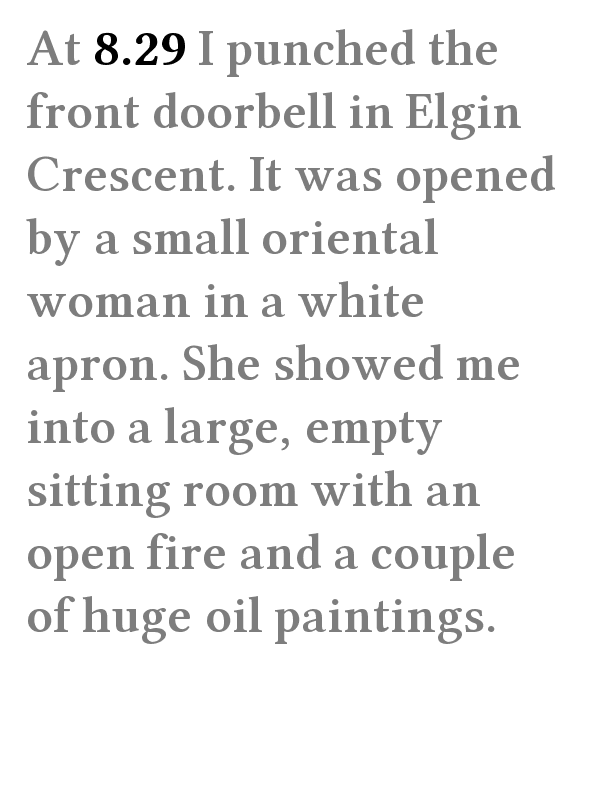 At 8.29 I punched the
front doorbell in Elgin
Crescent. It was opened
by a small oriental
woman in a white
apron. She showed me
into a large, empty
sitting room with an
open fire and a couple
of huge oil paintings.